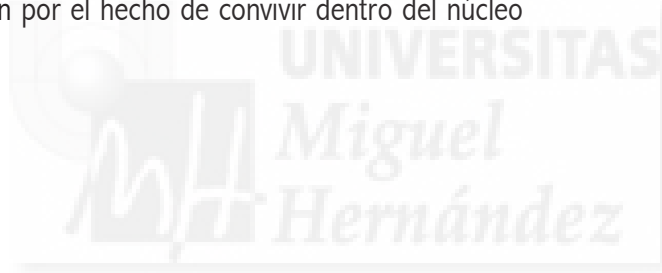 n por el hecho de convivir dentro del núcleo
UNIVERSITAS
Miguel
Hernández